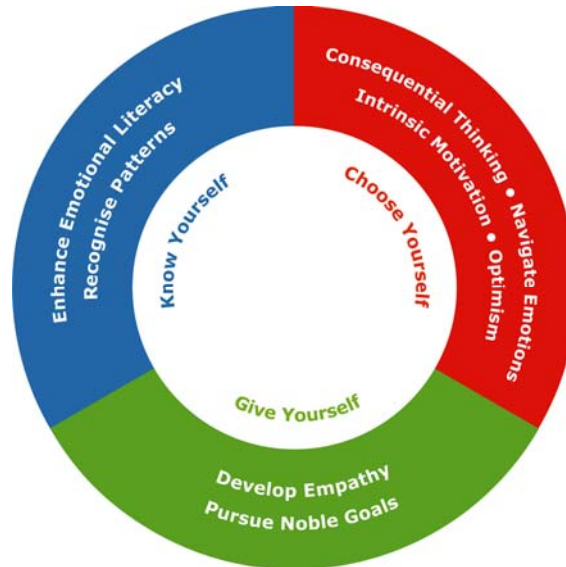 Enhance Emotional Literacy
Recognise Patterns
Know Yourself
Consequential Thinking • Navigate Emotions
Intrinsic Motivation • Optimism
Choose Yourself
Give Yourself
Develop Empathy
Pursue Noble Goals